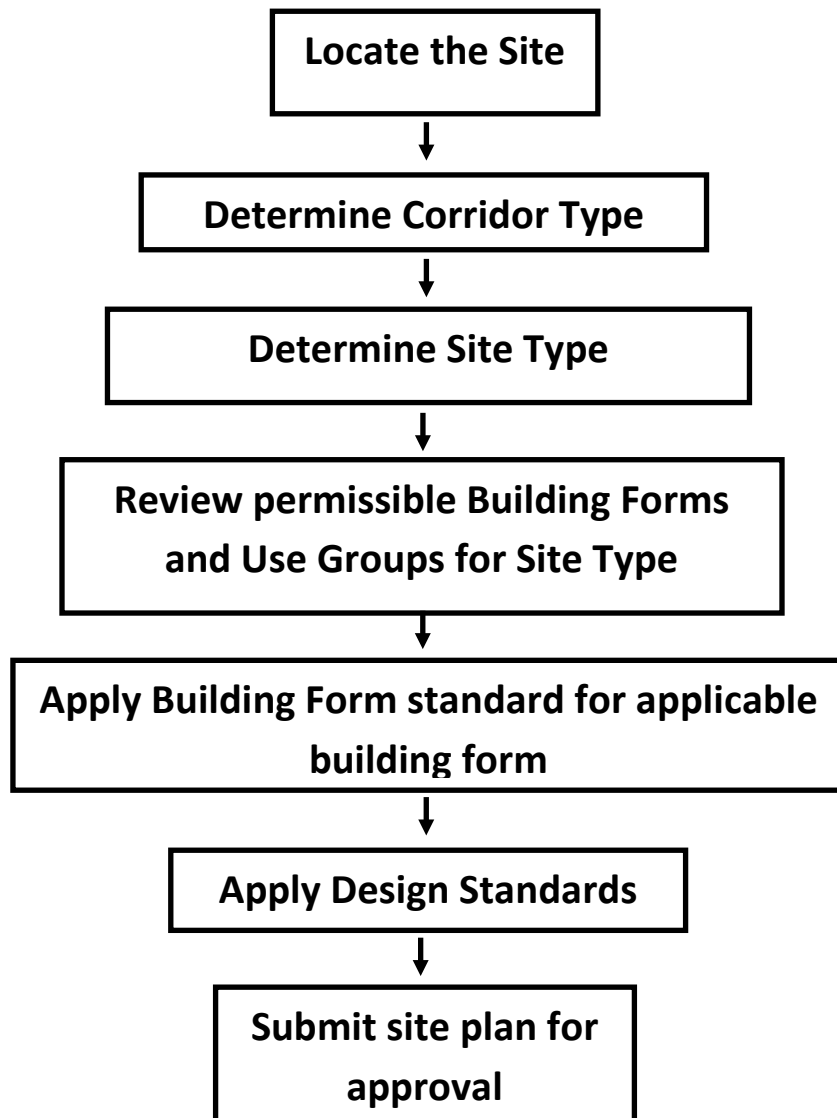 Locate the Site
Determine Corridor Type
Determine Site Type
Review permissible Building Forms
and Use Groups for Site Type
Apply Building Form standard for applicable
building form
Apply Design Standards
Submit site plan for
approval